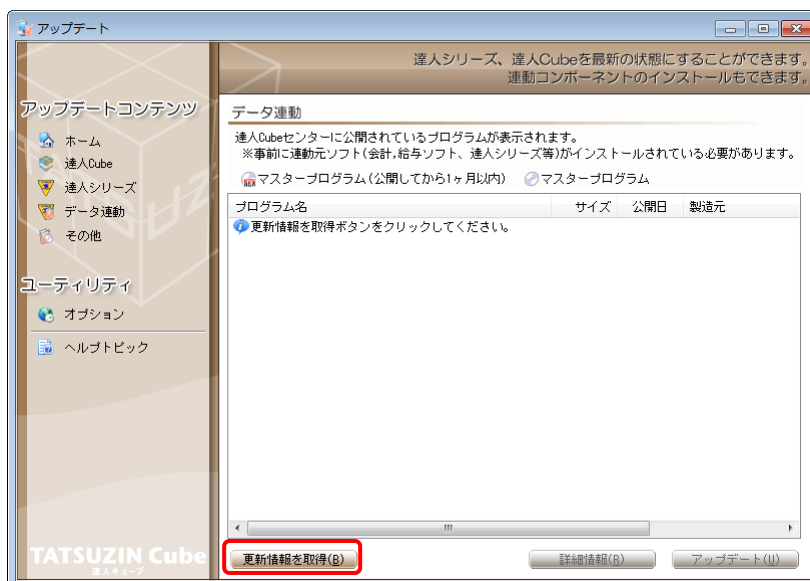 アップデート
達人シリーズ、達人Cubeを最新の状態にすることができます。
連動コンポーネントのインストールもできます。
アップデートコンテンツ
ホーム
達人Cube
達人シリーズ
データ連動
その他
ユーティリティ
オプション
ヘルプトピック
データ連動
達人Cubeセンターに公開されているプログラムが表示されます。
※事前に連動元ソフト(会計,給与ソフト、達人シリーズ等)がインストールされている必要があります。
マスタープログラム(公開してから1ヶ月以内) マスタープログラム
プログラム名 サイズ 公開日 製造元
更新情報を取得ボタンをクリックしてください。
更新情報を取得(B) 詳細情報(R) アップデート(U)
TATSUZIN Cube
達人キューブ